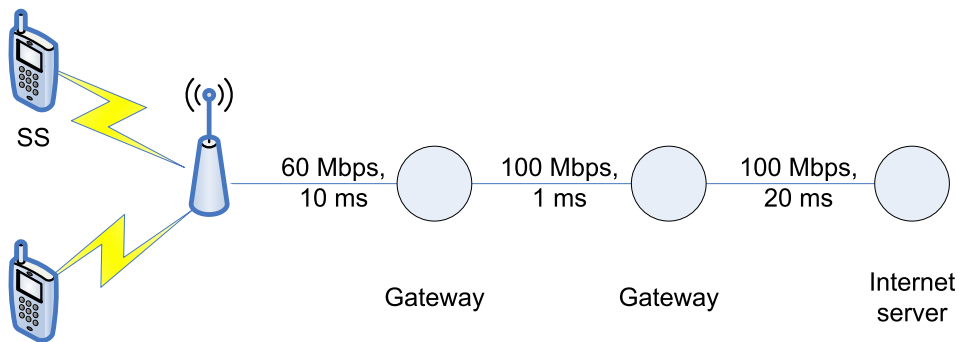 SS
60 Mbps,
10 ms
100 Mbps,
1 ms
100 Mbps,
20 ms
Gateway
Gateway
Internet
server